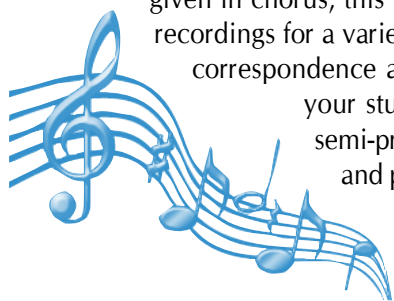 given in chorus, this
recordings for a varie
correspondence a
your stu
semi-pr
and p